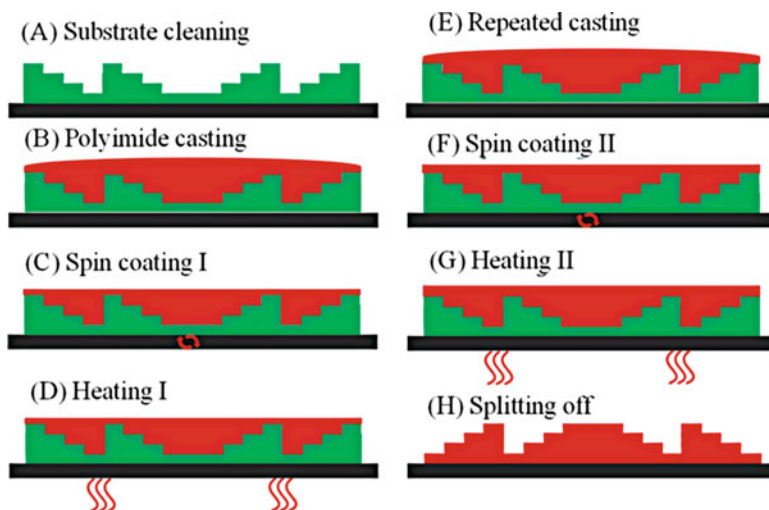 (A) Substrate cleaning
(B) Polyimide casting
(C) Spin coating I
(D) Heating I
(E) Repeated casting
(F) Spin coating II
(G) Heating II
(H) Splitting off